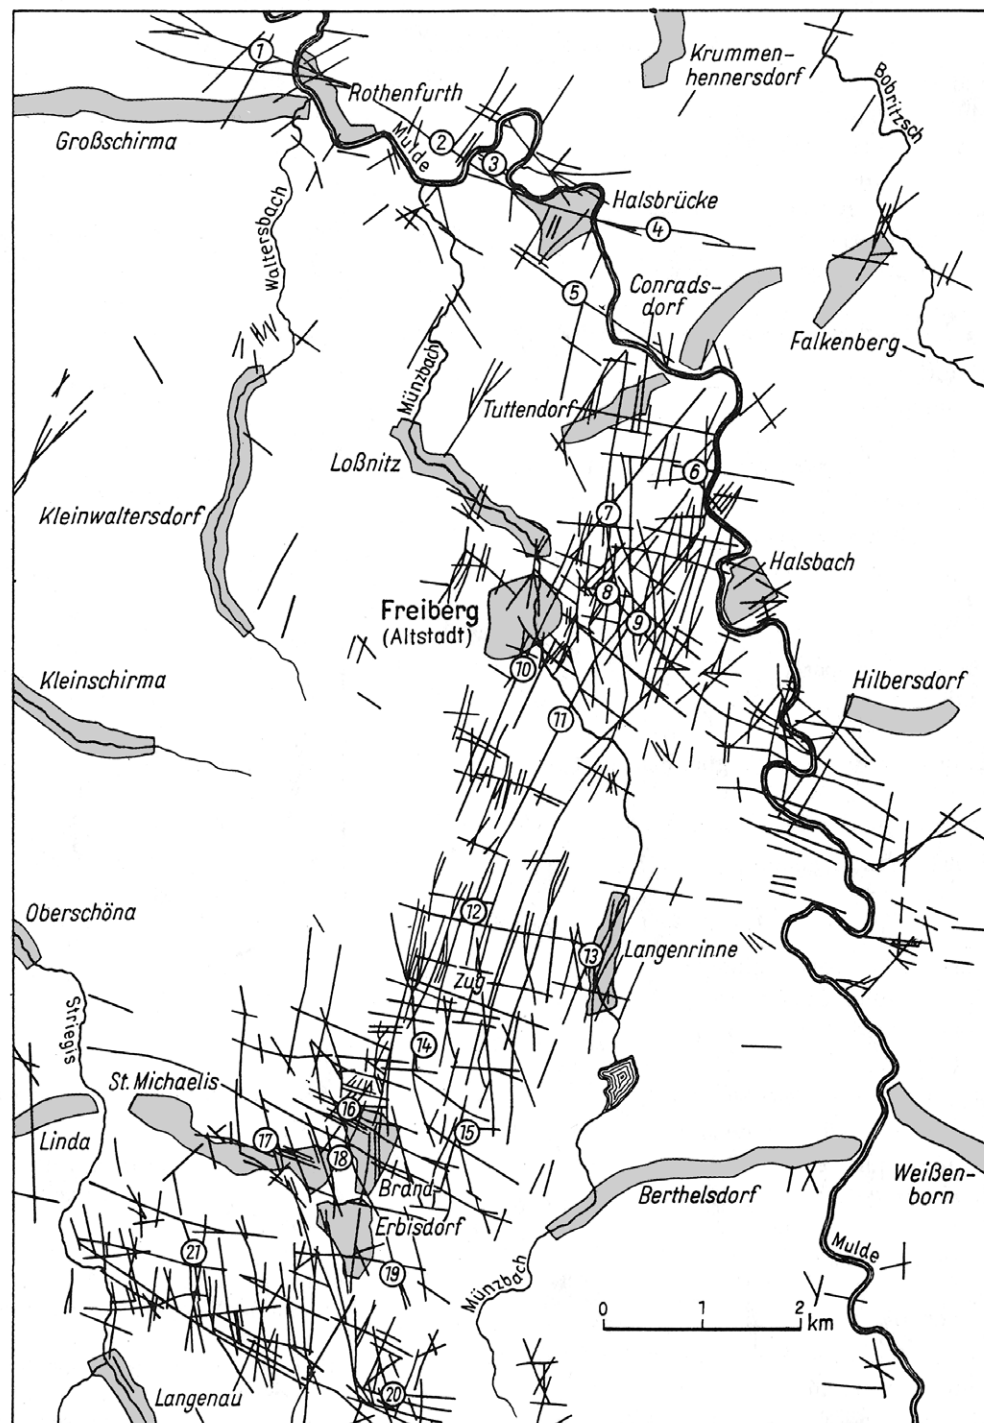 1
Krummen-
hennersdorf
Bobritzsch
Rothenfurth
Großschirma
Mulde
2
3
Waltersbach
Halsbrücke
4
5
Conrads-
dorf
Falkenberg
Münzbach
Tuttendorf
Loßnitz
6
Kleinwaltersdorf
7
Halsbach
8
Freiberg
(Altstadt)
9
10
Kleinschirma
Hilbersdorf
11
Oberschöna
12
13
Langenrinne
Zug
Striegis
14
St. Michaelis
16
15
17
Linda
18
Brand-
Erbisdorf
Berthelsdorf
Weißen-
born
21
19
Münzbach
Mulde
0 1 2
km
20
Langenau